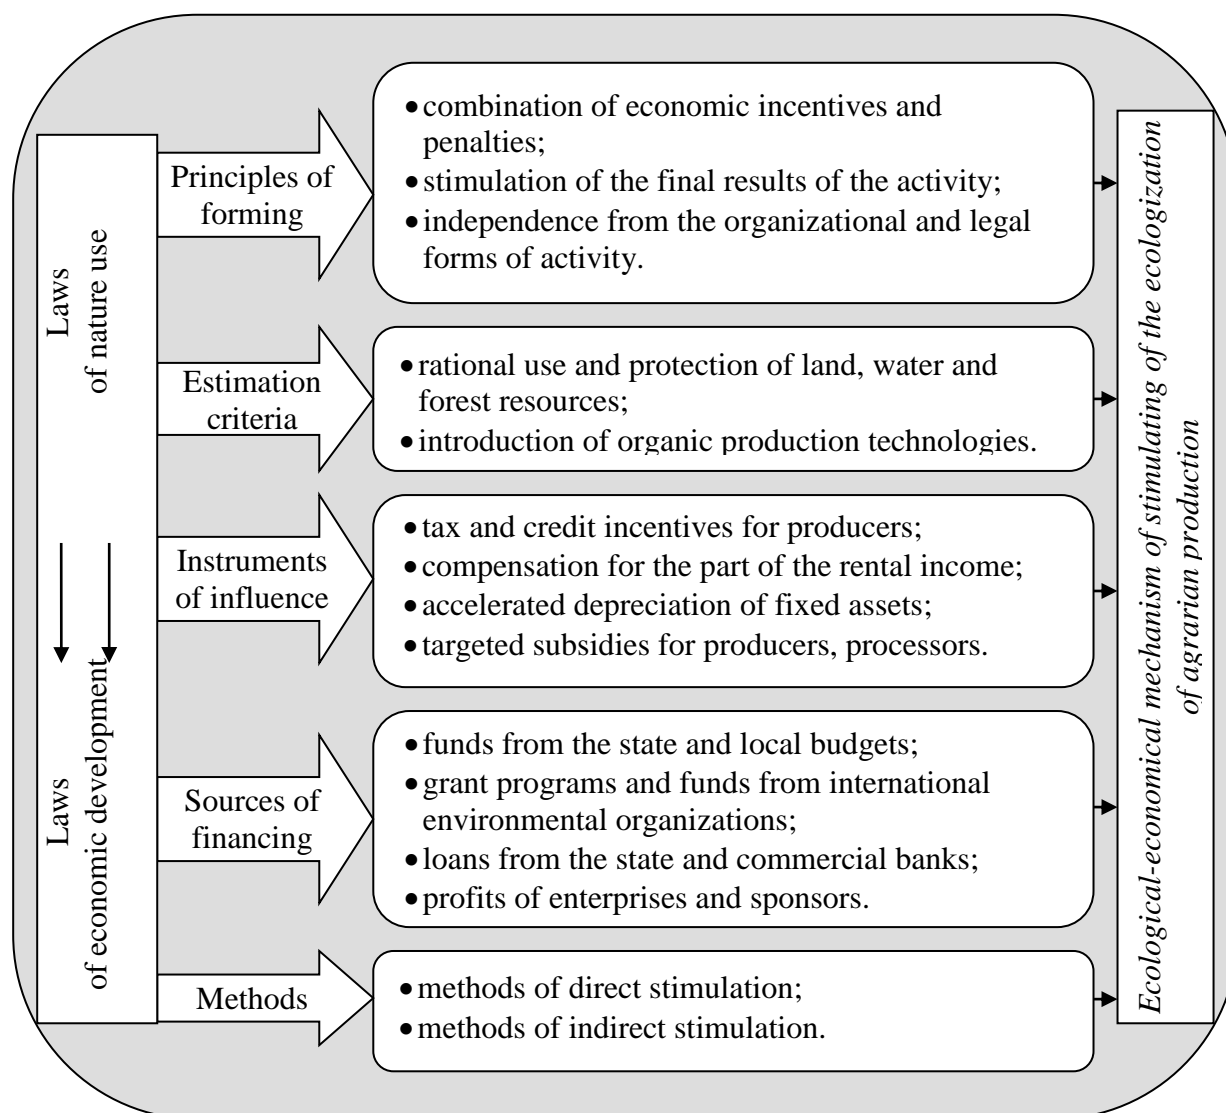 Laws
of nature use
Laws
of economic development
Principles of
forming
• combination of economic incentives and
penalties;
• stimulation of the final results of the activity;
• independence from the organizational and legal
forms of activity.
Estimation
criteria
• rational use and protection of land, water and
forest resources;
• introduction of organic production technologies.
Instruments
of influence
• tax and credit incentives for producers;
• compensation for the part of the rental income;
• accelerated depreciation of fixed assets;
• targeted subsidies for producers, processors.
Sources of
financing
• funds from the state and local budgets;
• grant programs and funds from international
environmental organizations;
• loans from the state and commercial banks;
• profits of enterprises and sponsors.
Methods
• methods of direct stimulation;
• methods of indirect stimulation.
Ecological-economic mechanism of stimulating of the ecologization
of agrarian production